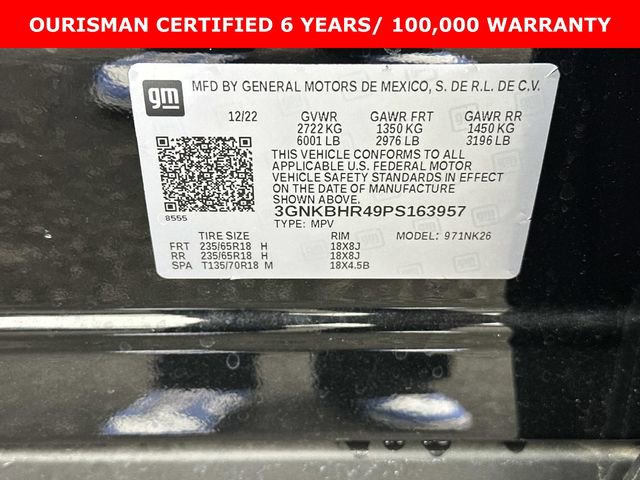 OURISMAN CERTIFIED 6 YEARS/ 100,000 WARRANTY
gm
MFD BY GENERAL MOTORS DE MEXICO, S. DE R.L. DE C.V.
12/22 GVWR GAWR FRT GAWR RR
2722 KG 1350 KG 1450 KG
6001 LB 2976 LB 3196 LB
THIS VEHICLE CONFORMS TO ALL
APPLICABLE U.S. FEDERAL MOTOR
VEHICLE SAFETY STANDARDS IN EFFECT
ON THE DATE OF MANUFACTURE
SHOWN ABOVE.
8555
3GNKBHR49PS163957
TYPE: MPV MODEL: 971NK26
TIRE SIZE RIM
FRT 235/65R18 H 18X8J
RR 235/65R18 H 18X8J
SPA T135/70R18 M 18X4.5B